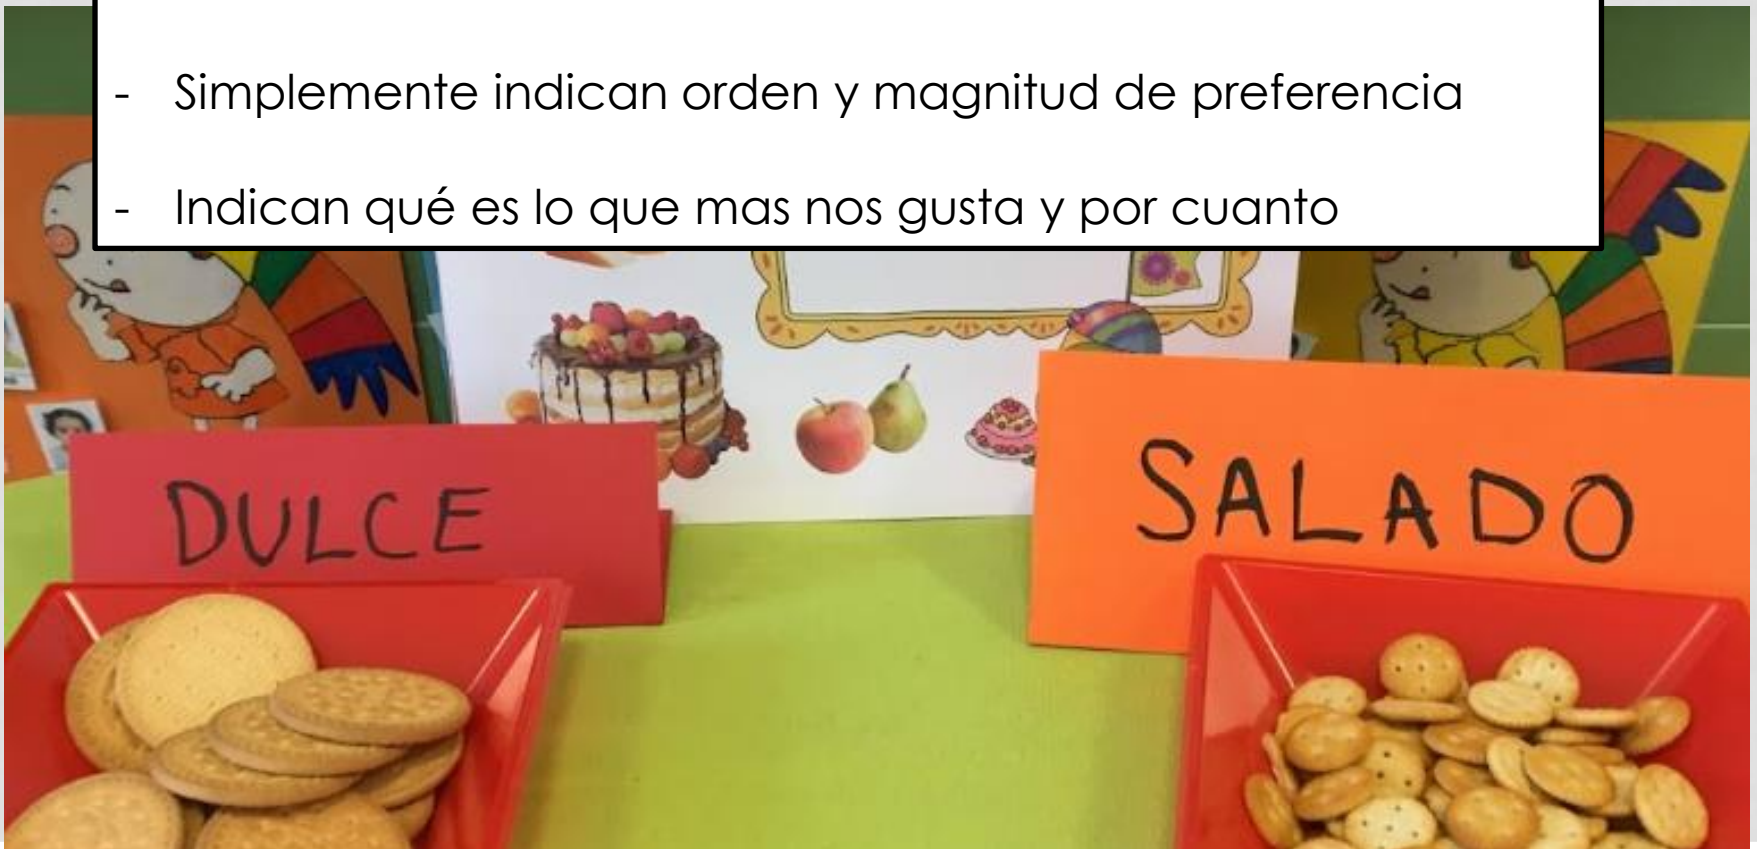 - Simplemente indican orden y magnitud de preferencia
- Indican qué es lo que mas nos gusta y por cuanto
DULCE
SALADO